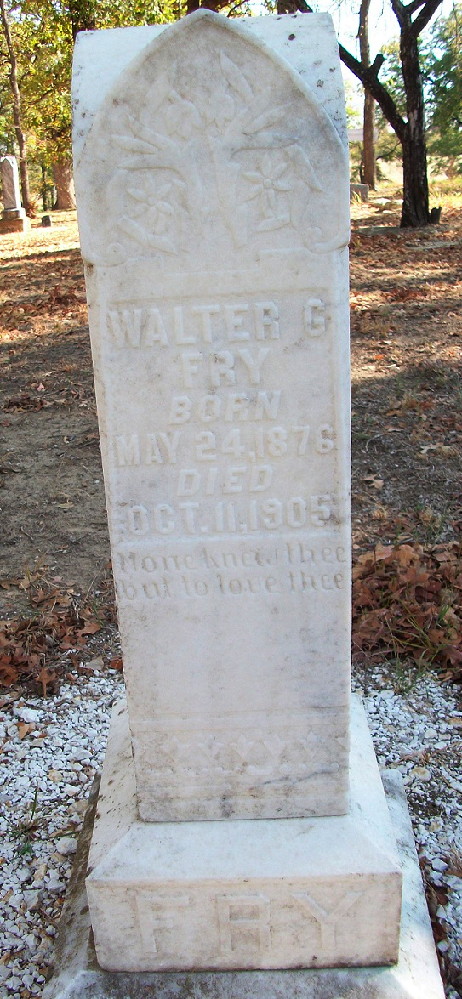 WALTER G
FRY
BORN
MAY 24, 1876
DIED
OCT. 11, 1905
None knew thee
but to love thee
FRY